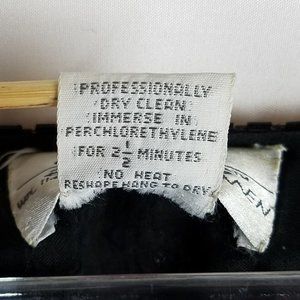 PROFESSIONALLY
DRY CLEAN
IMMERSE IN
PERCHLORETHYLENE
FOR 2 1/2 MINUTES
NO HEAT
RESHAPE HANG TO DRY